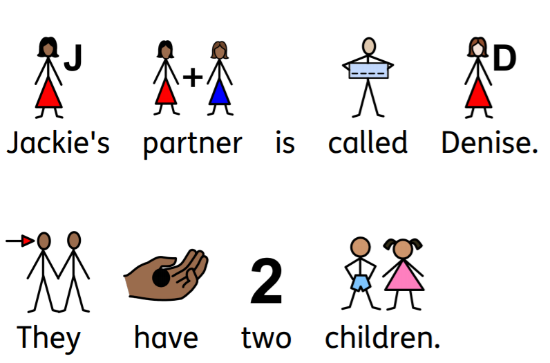 J + D
Jackie's partner is called Denise.
2
They have two children.